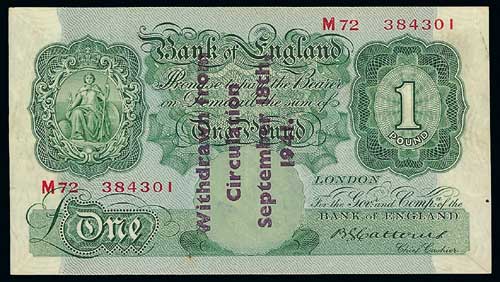 M72 384301
Bank of England
Promise to pay the Bearer
on Demand the sum of
One Pound
1
POUND
Withdrawn from
Circulation
September 18th,
1941.
M72 384301
LONDON
For the Gov: and Comp: of the
BANK OF ENGLAND
£ One
B G Catterns
Chief Cashier